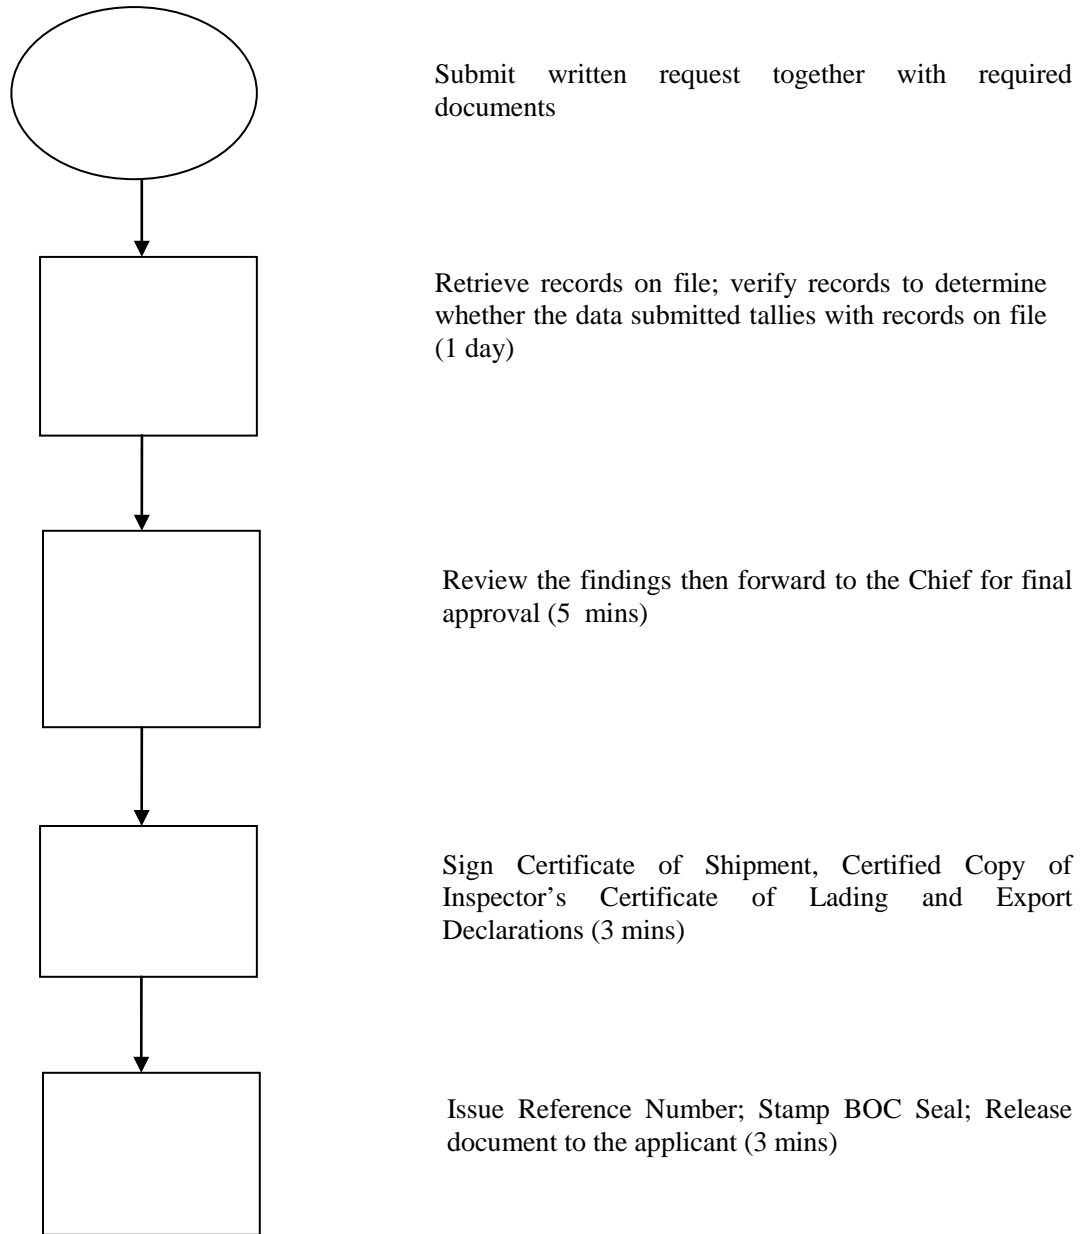 Submit written request together with required
documents
Retrieve records on file; verify records to determine
whether the data submitted tallies with records on file
(1 day)
Review the findings then forward to the Chief for final
approval (5 mins)
Sign Certificate of Shipment, Certified Copy of
Inspector’s Certificate of Lading and Export
Declarations (3 mins)
Issue Reference Number; Stamp BOC Seal; Release
document to the applicant (3 mins)